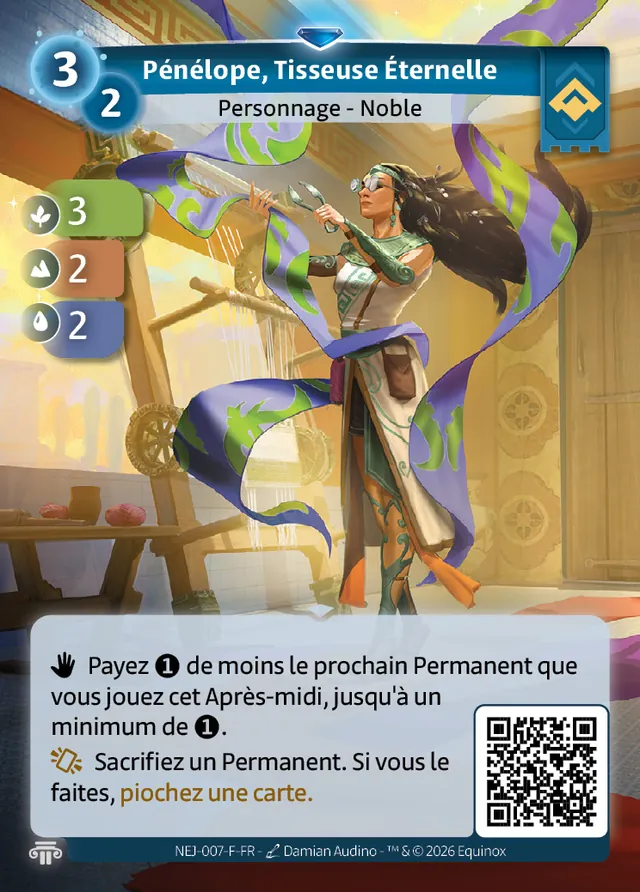 3
Pénélope, Tisseuse Éternelle
2
Personnage - Noble
3
2
2
Payez 1 de moins le prochain Permanent que
vous jouez cet Après-midi, jusqu'à un
minimum de 1.
Sacrifiez un Permanent. Si vous le
faites, piochez une carte.
NEJ-007-F-FR - Damian Audino - ™ & © 2026 Equinox